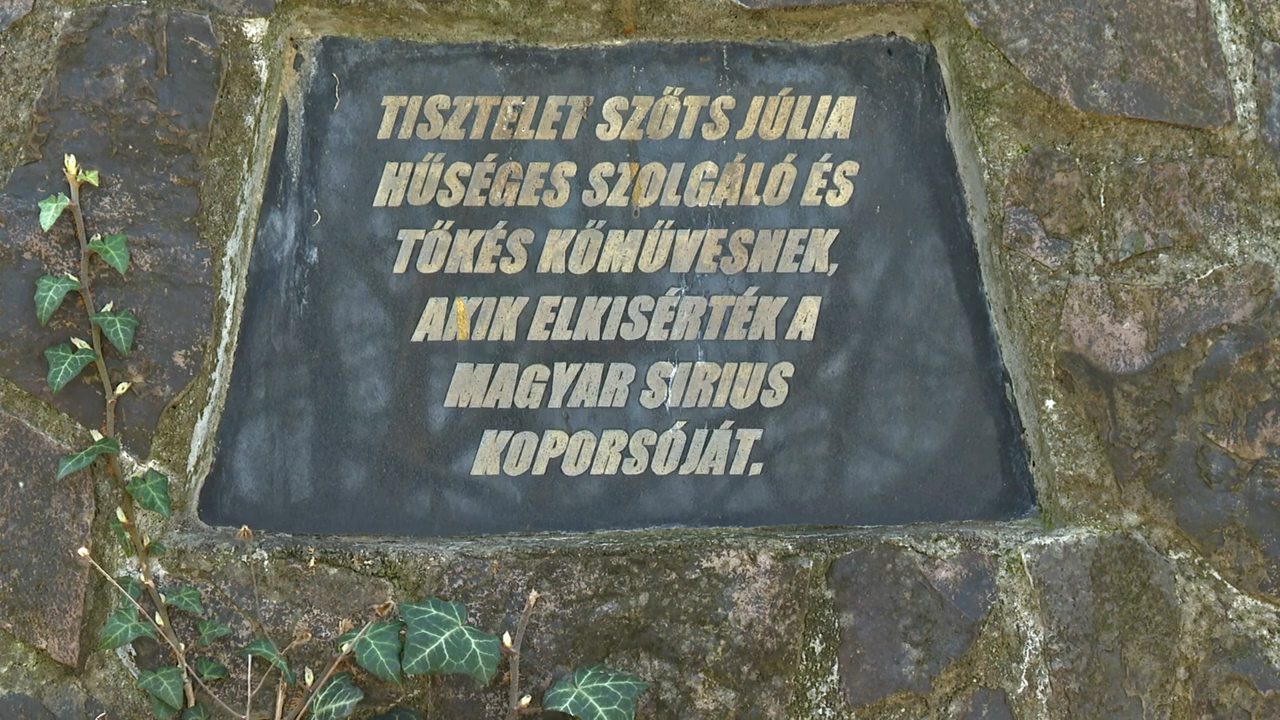 TISZTELET SZŐTS JÚLIA
HŰSÉGES SZOLGÁLÓ ÉS
TŐKÉS KŐMŰVESNEK,
AKIK ELKISÉRTÉK A
MAGYAR SIRIUS
KOPORSÓJÁT.